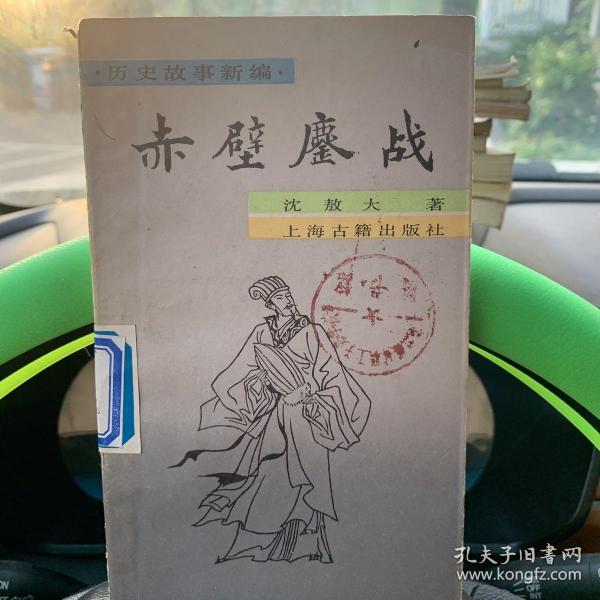 ·历史故事新编·
赤壁鏖战
沈敖大 著
上海古籍出版社
孔夫子旧书网
www.kongfz.com